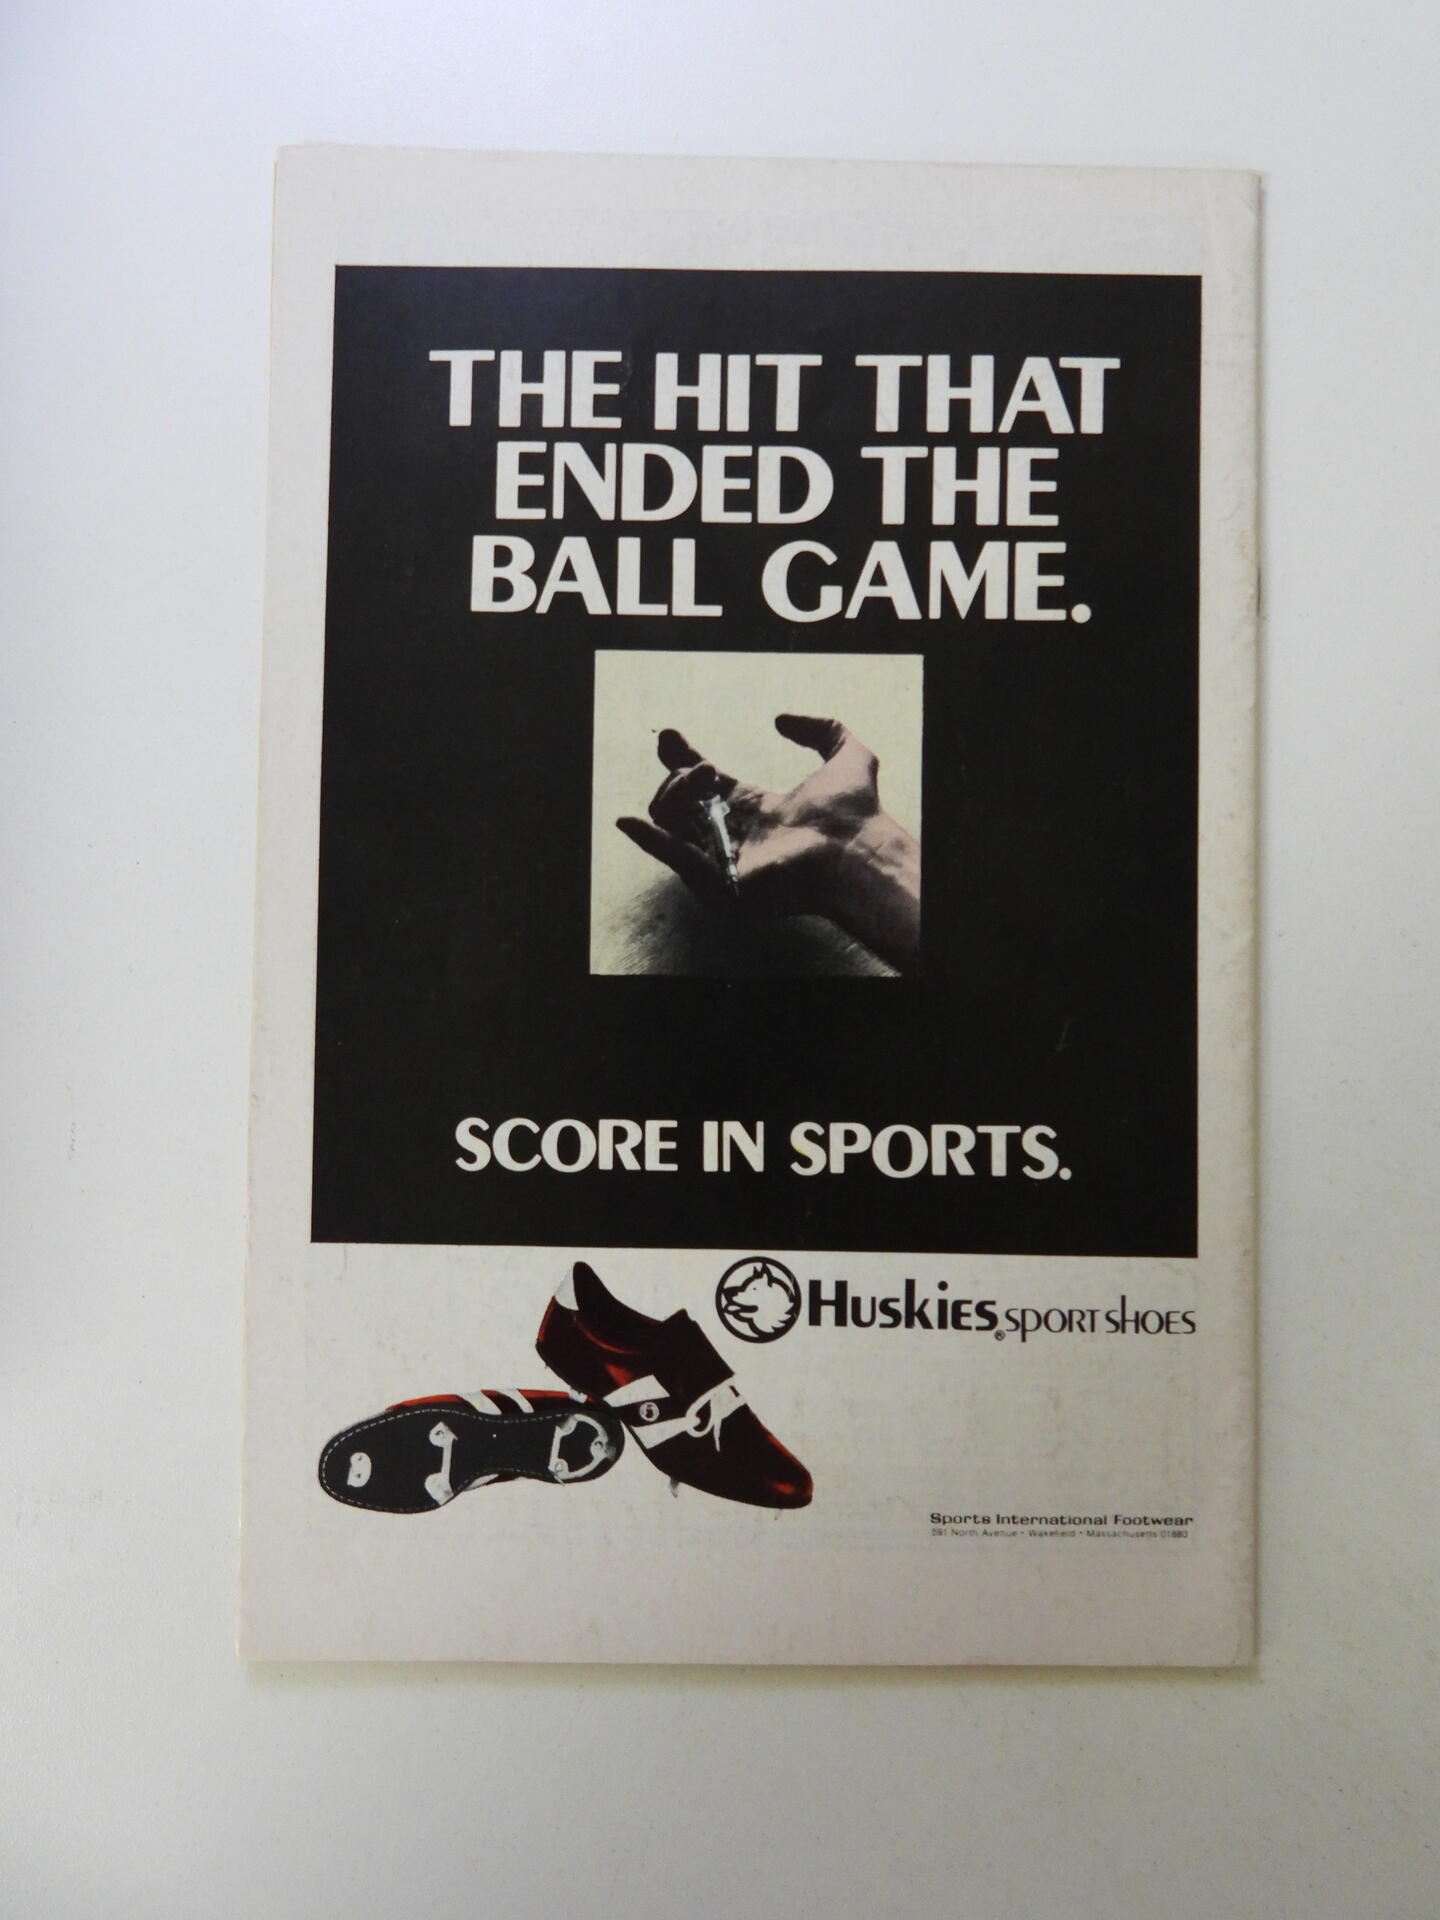 THE HIT THAT
ENDED THE
BALL GAME.
SCORE IN SPORTS.
HUSKIES® SPORT SHOES
Sports International Footwear
591 North Avenue • Wakefield • Massachusetts 01880